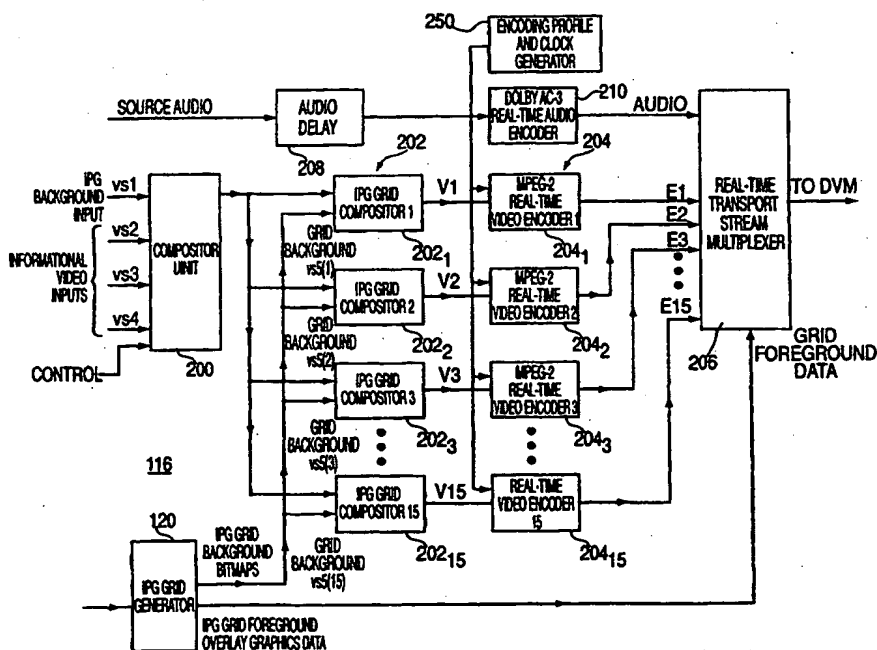 250
ENCODING PROFILE
AND CLOCK
GENERATOR
SOURCE AUDIO
AUDIO
DELAY
208
DOLBY AC-3
REAL-TIME AUDIO
ENCODER
210
AUDIO
202
204
IPG
BACKGROUND
INPUT
vs1
INFORMATIONAL
VIDEO
INPUTS
vs2
vs3
vs4
CONTROL
COMPOSITOR
UINIT
200
IPG GRID
COMPOSITOR 1
202₁
V1
MPEG-2
REAL-TIME
VIDEO ENCODER 1
204₁
E1
GRID
BACKGROUND
vs5(1)
IPG GRID
COMPOSITOR 2
202₂
V2
MPEG-2
REAL-TIME
VIDEO ENCODER 2
204₂
E2
GRID
BACKGROUND
vs5(2)
IPG GRID
COMPOSITOR 3
202₃
V3
MPEG-2
REAL-TIME
VIDEO ENCODER 3
204₃
E3
GRID
BACKGROUND
vs5(3)
IPG GRID
COMPOSITOR 15
202₁₅
V15
REAL-TIME
VIDEO ENCODER
15
204₁₅
E15
GRID
BACKGROUND
vs5(15)
REAL-TIME
TRANSPORT
STREAM
MULTIPLEXER
206
TO DVM
GRID
FOREGROUND
DATA
116
120
IPG GRID
GENERATOR
IPG GRID
BACKGROUND
BITMAPS
IPG GRID FOREGROUND
OVERLAY GRAPHICS DATA